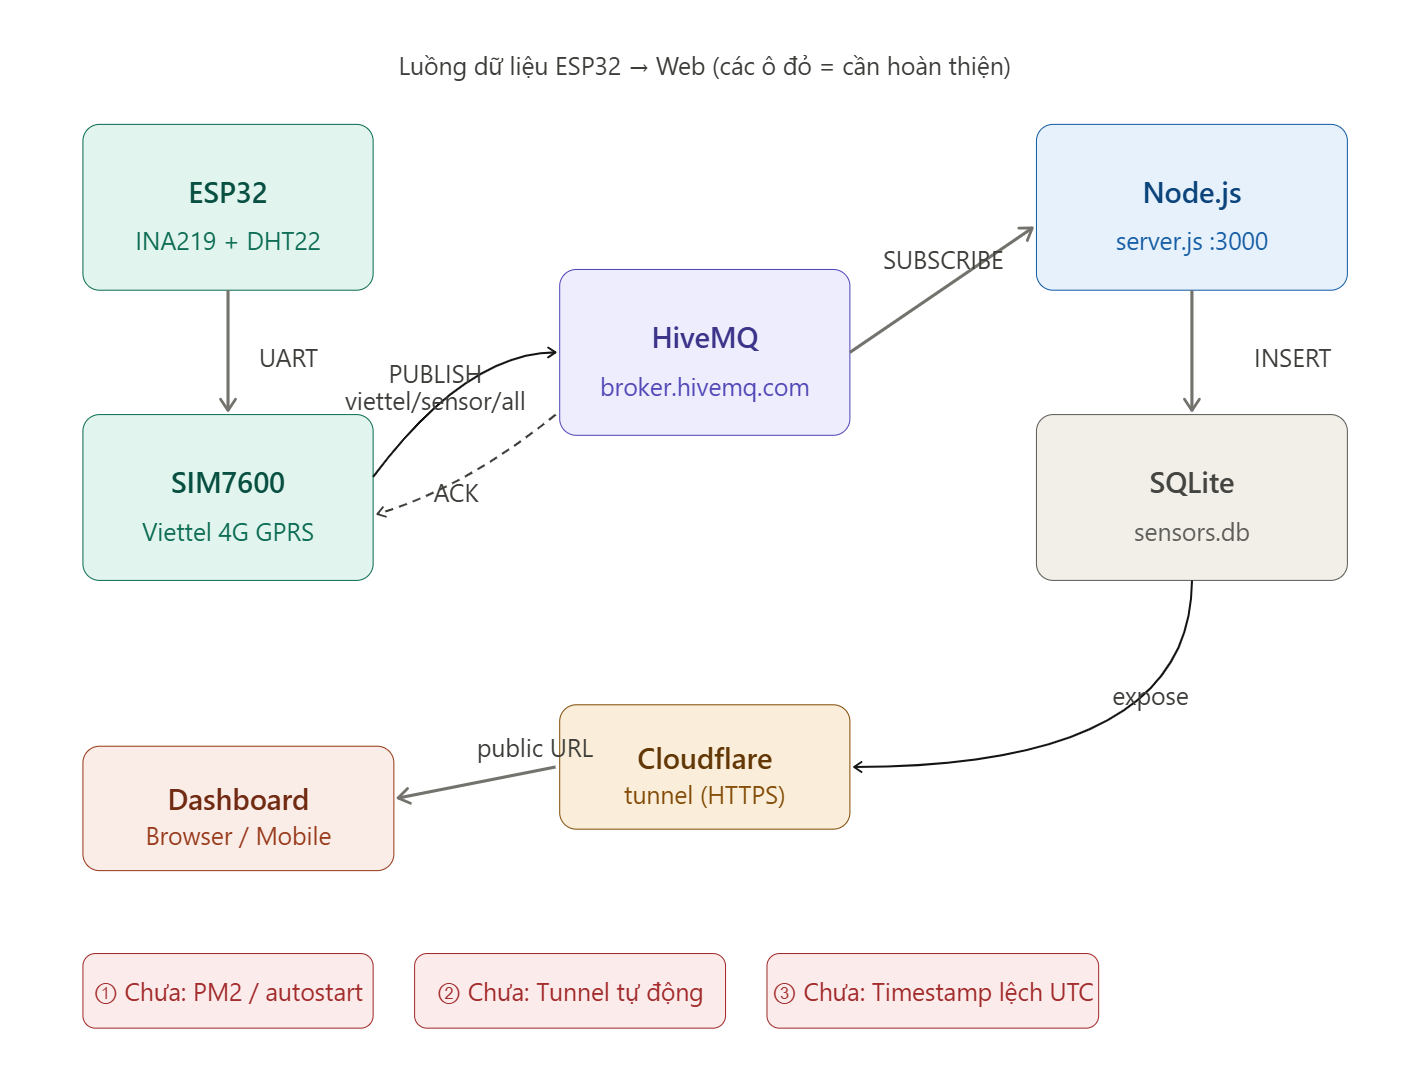 Luồng dữ liệu ESP32 → Web (các ô đỏ = cần hoàn thiện)
ESP32
INA219 + DHT22
Node.js
server.js :3000
SUBSCRIBE
HiveMQ
broker.hivemq.com
UART
PUBLISH
viettel/sensor/all
INSERT
SIM7600
Viettel 4G GPRS
ACK
SQLite
sensors.db
expose
public URL
Cloudflare
tunnel (HTTPS)
Dashboard
Browser / Mobile
① Chưa: PM2 / autostart
② Chưa: Tunnel tự động
③ Chưa: Timestamp lệch UTC